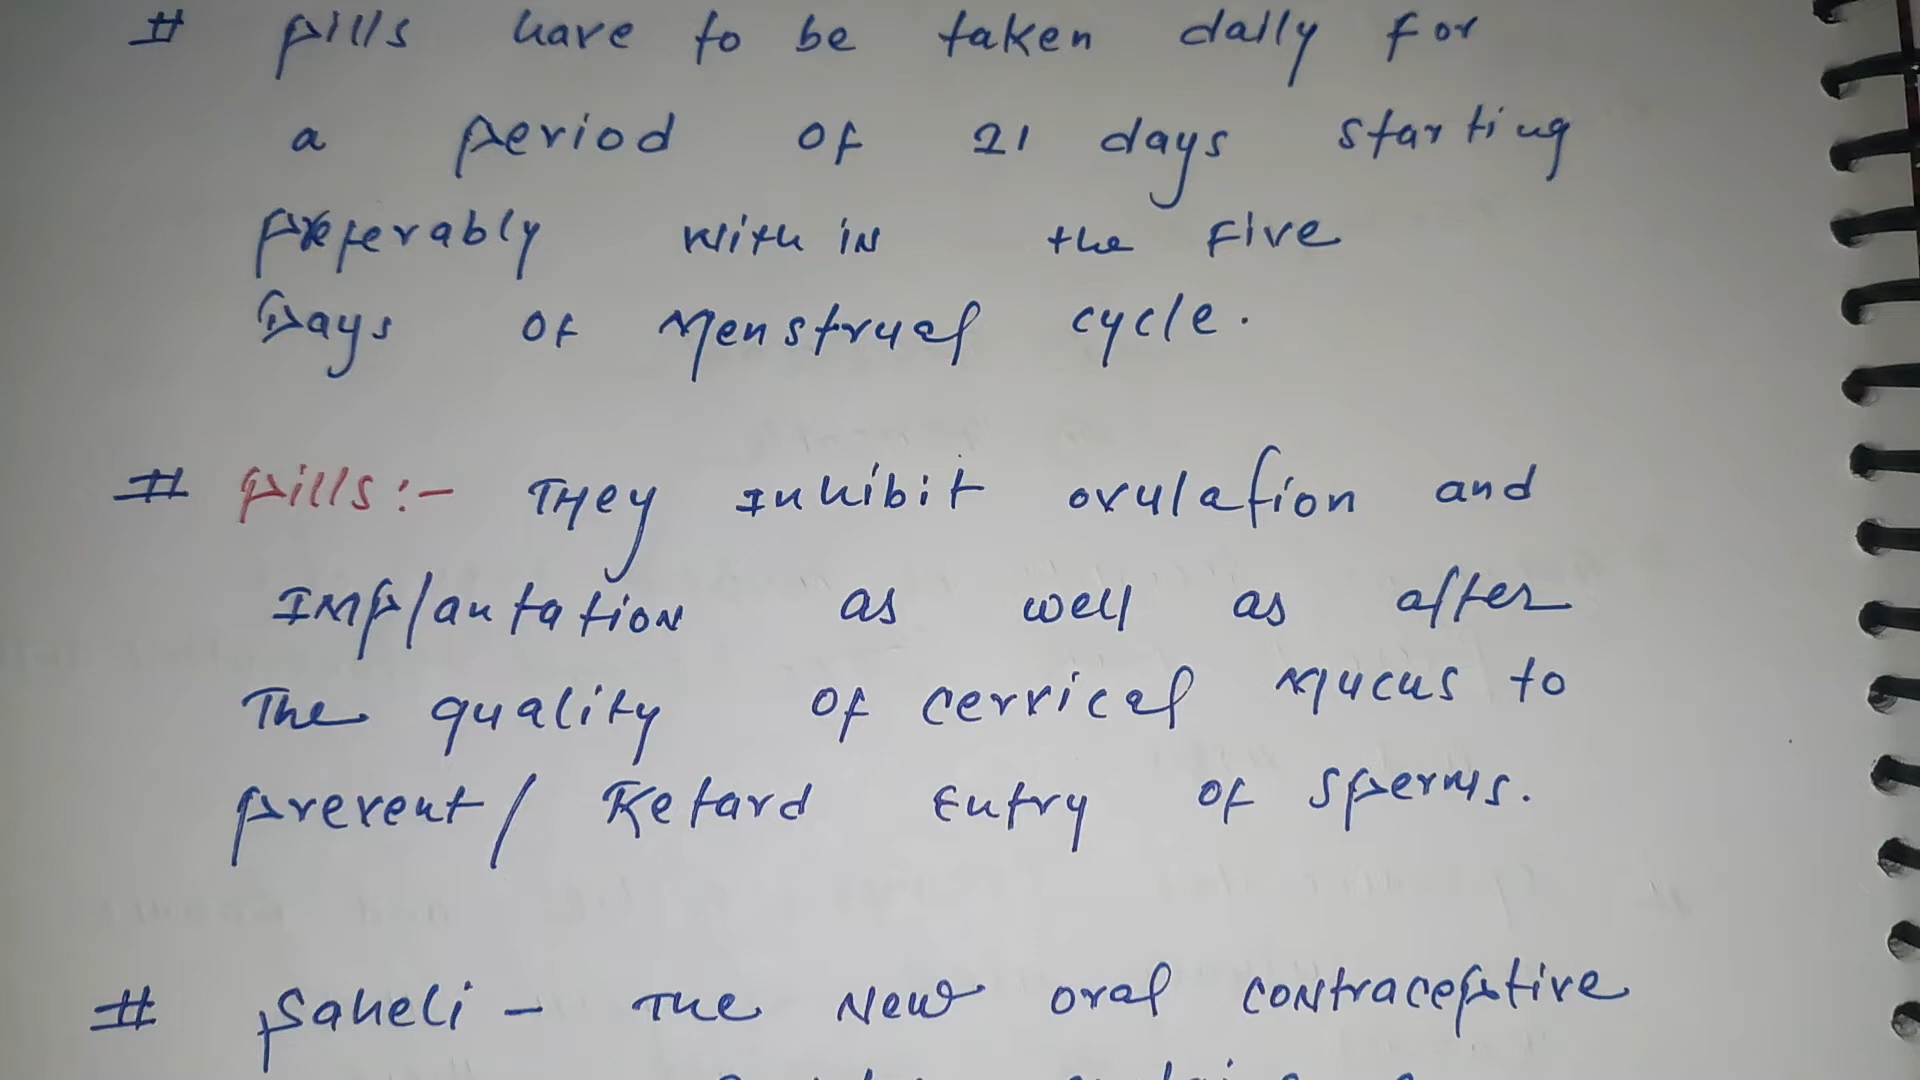 # pills have to be taken daily for
a period of 21 days starting
preferably with in the Five
Days of Menstrual cycle.
# pills:- THey Inhibit ovulation and
Implantation as well as after
The quality of cervical Mucus to
prevent/ Retard Entry of sperms.
# Saheli - The New oral contraceptive